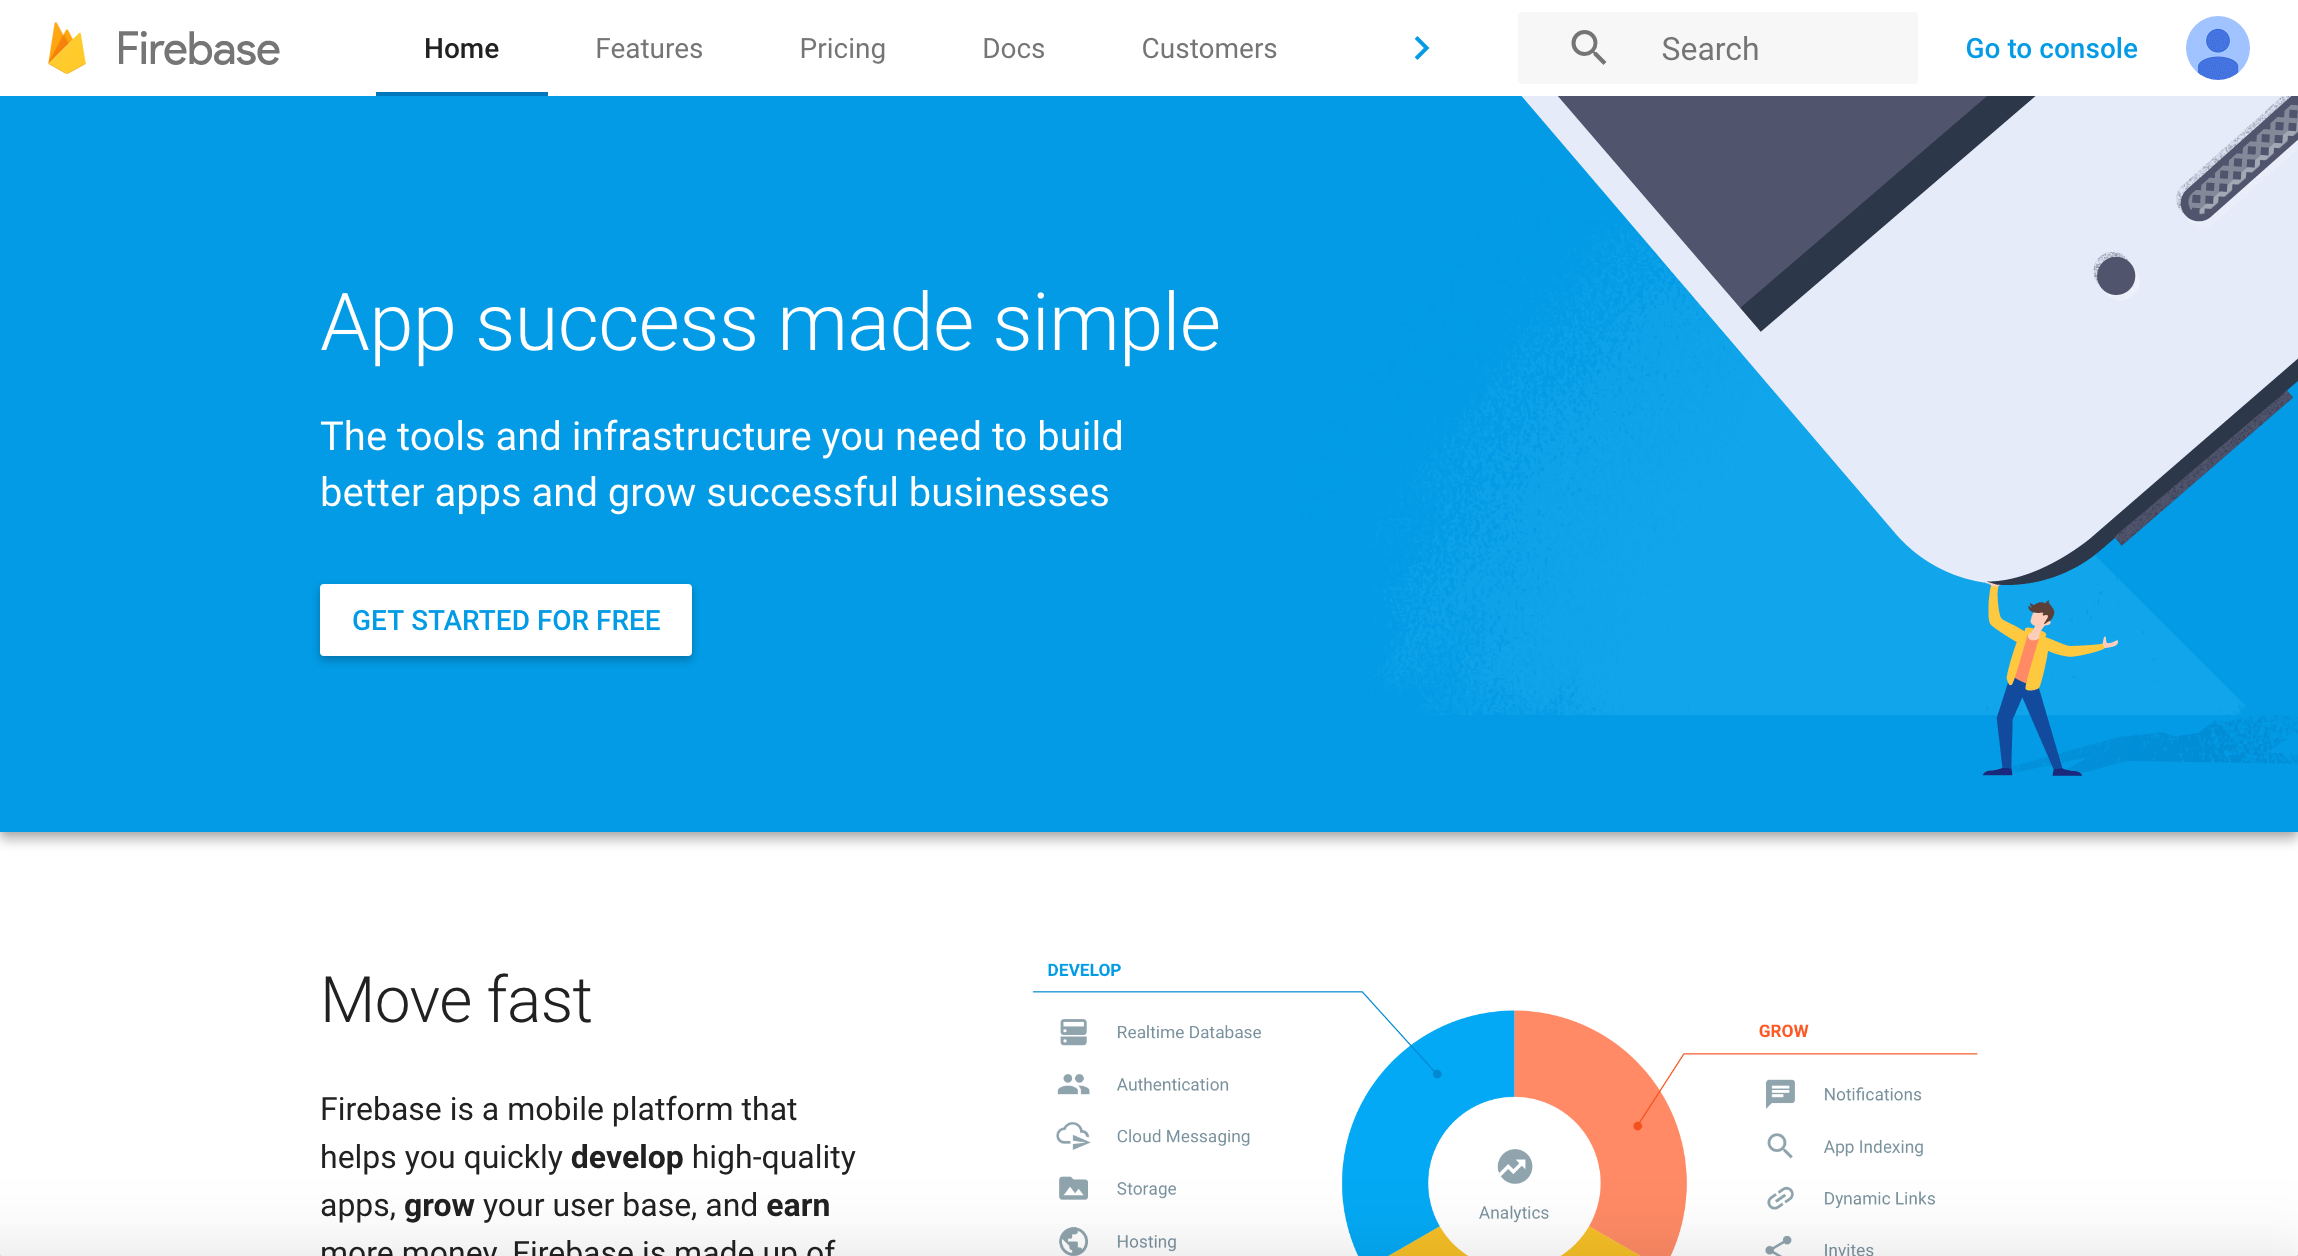 Firebase
Home
Features
Pricing
Docs
Customers
Search
Go to console
App success made simple
The tools and infrastructure you need to build
better apps and grow successful businesses
GET STARTED FOR FREE
Move fast
Firebase is a mobile platform that
helps you quickly develop high-quality
apps, grow your user base, and earn
more money. Firebase is made up of
DEVELOP
Realtime Database
Authentication
Cloud Messaging
Storage
Hosting
Analytics
GROW
Notifications
App Indexing
Dynamic Links
Invites